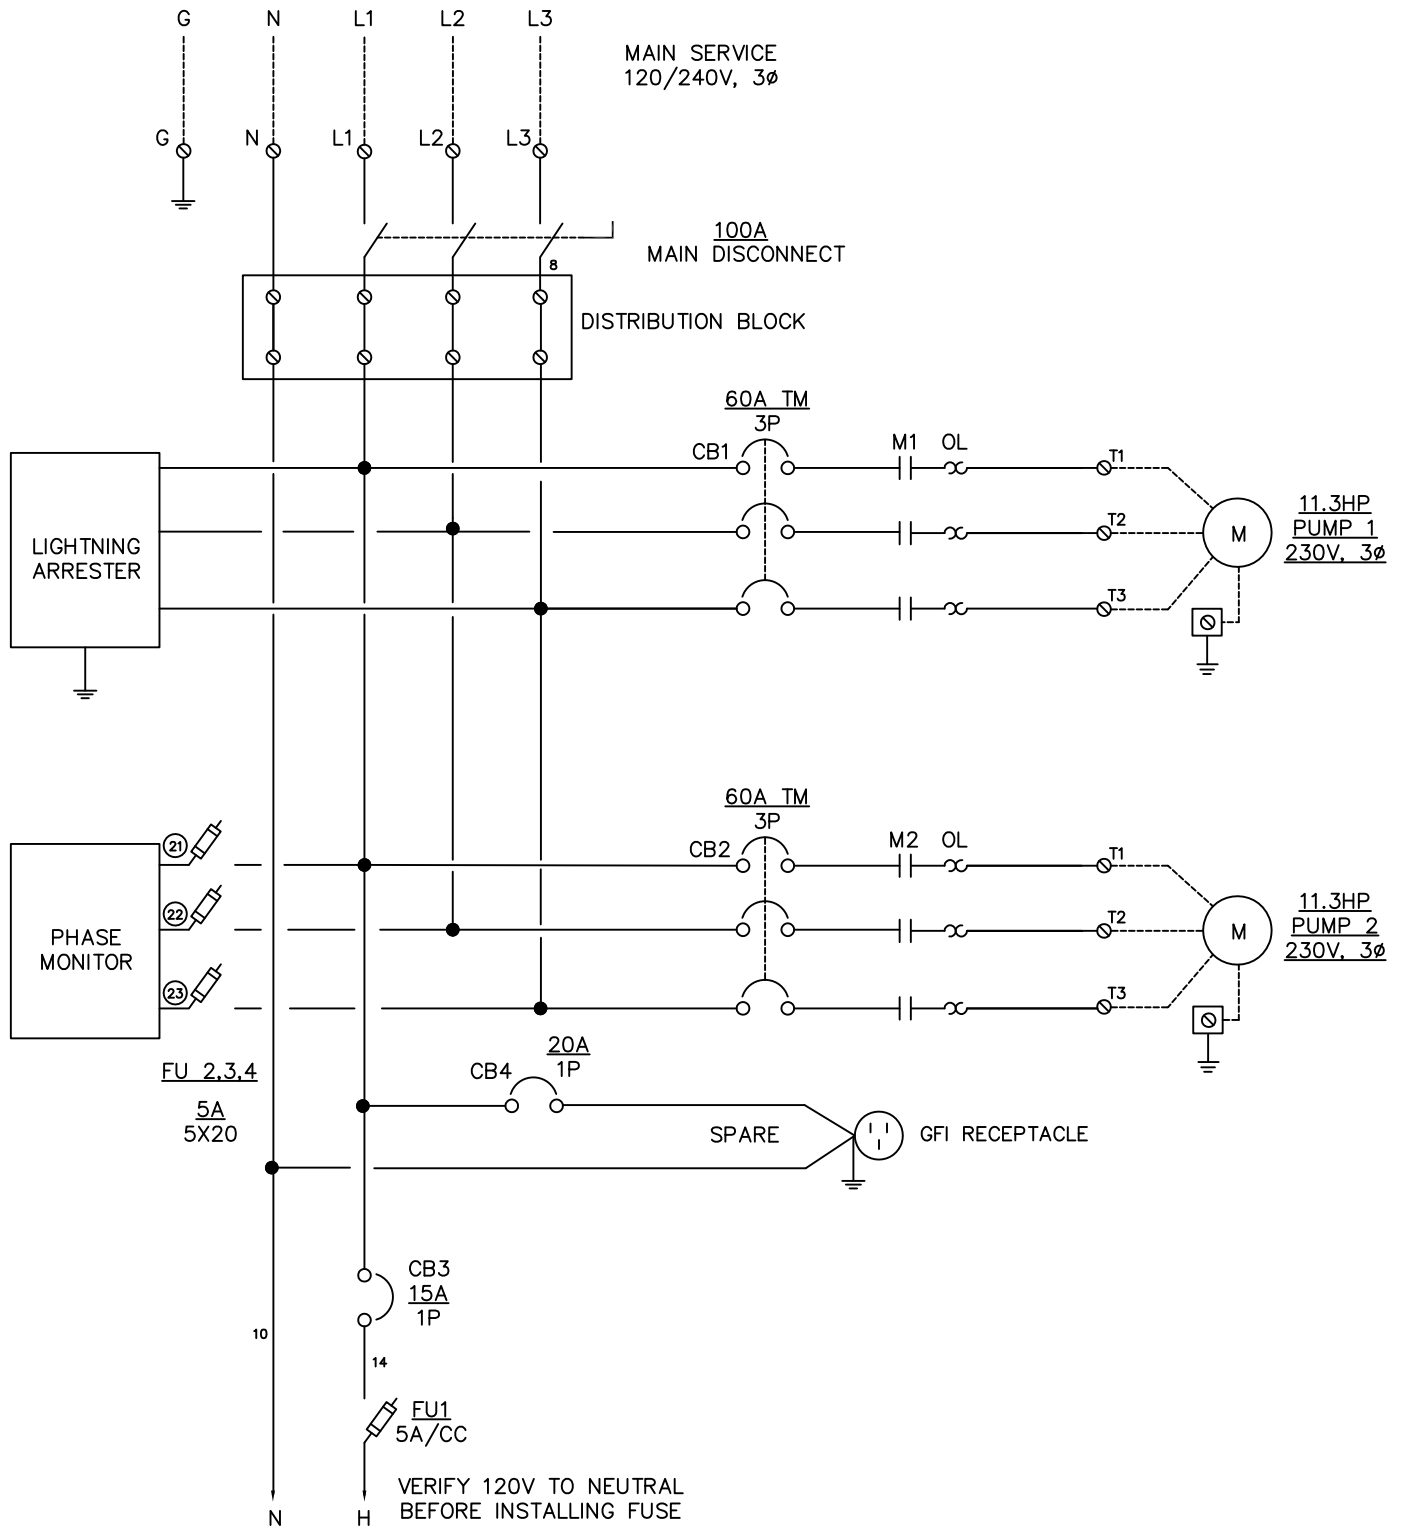 G N L1 L2 L3
MAIN SERVICE
120/240V, 3ø
G N L1 L2 L3
100A
MAIN DISCONNECT
8
DISTRIBUTION BLOCK
60A TM
3P
CB1 M1 OL
T1
T2
T3
M
11.3HP
PUMP 1
230V, 3ø
LIGHTNING
ARRESTER
60A TM
3P
CB2 M2 OL
T1
T2
T3
M
11.3HP
PUMP 2
230V, 3ø
21
22
23
PHASE
MONITOR
FU 2,3,4
5A
5X20
20A
1P
CB4
SPARE
GFI RECEPTACLE
CB3
15A
1P
10
14
FU1
5A/CC
VERIFY 120V TO NEUTRAL
BEFORE INSTALLING FUSE
N H